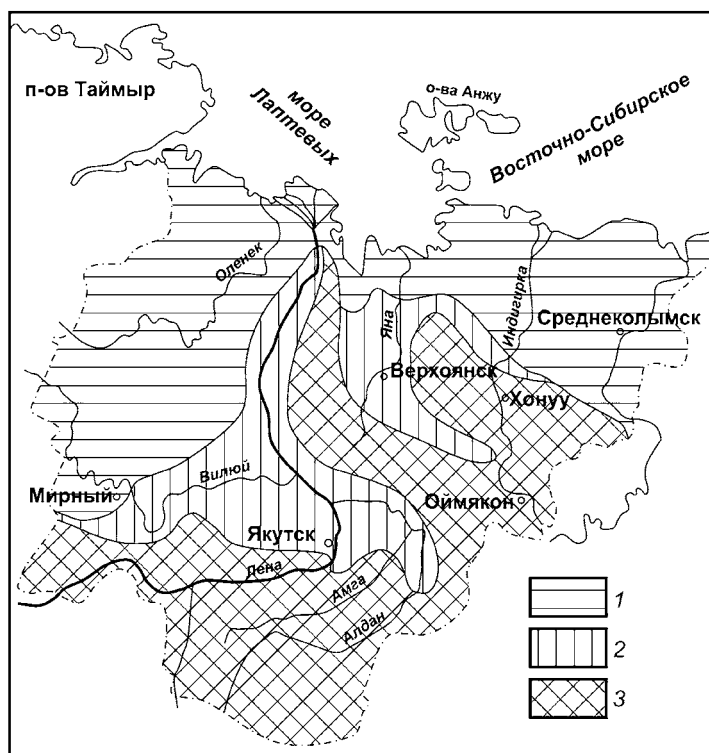 п-ов Таймыр
море
Лаптевых
о-ва Анжу
Восточно-Сибирское
море
Оленек
Яна
Индигирка
Среднеколымск
Верхоянск
Хонуу
Вилюй
Мирный
Оймякон
Якутск
Лена
Амга
Алдан
1
2
3